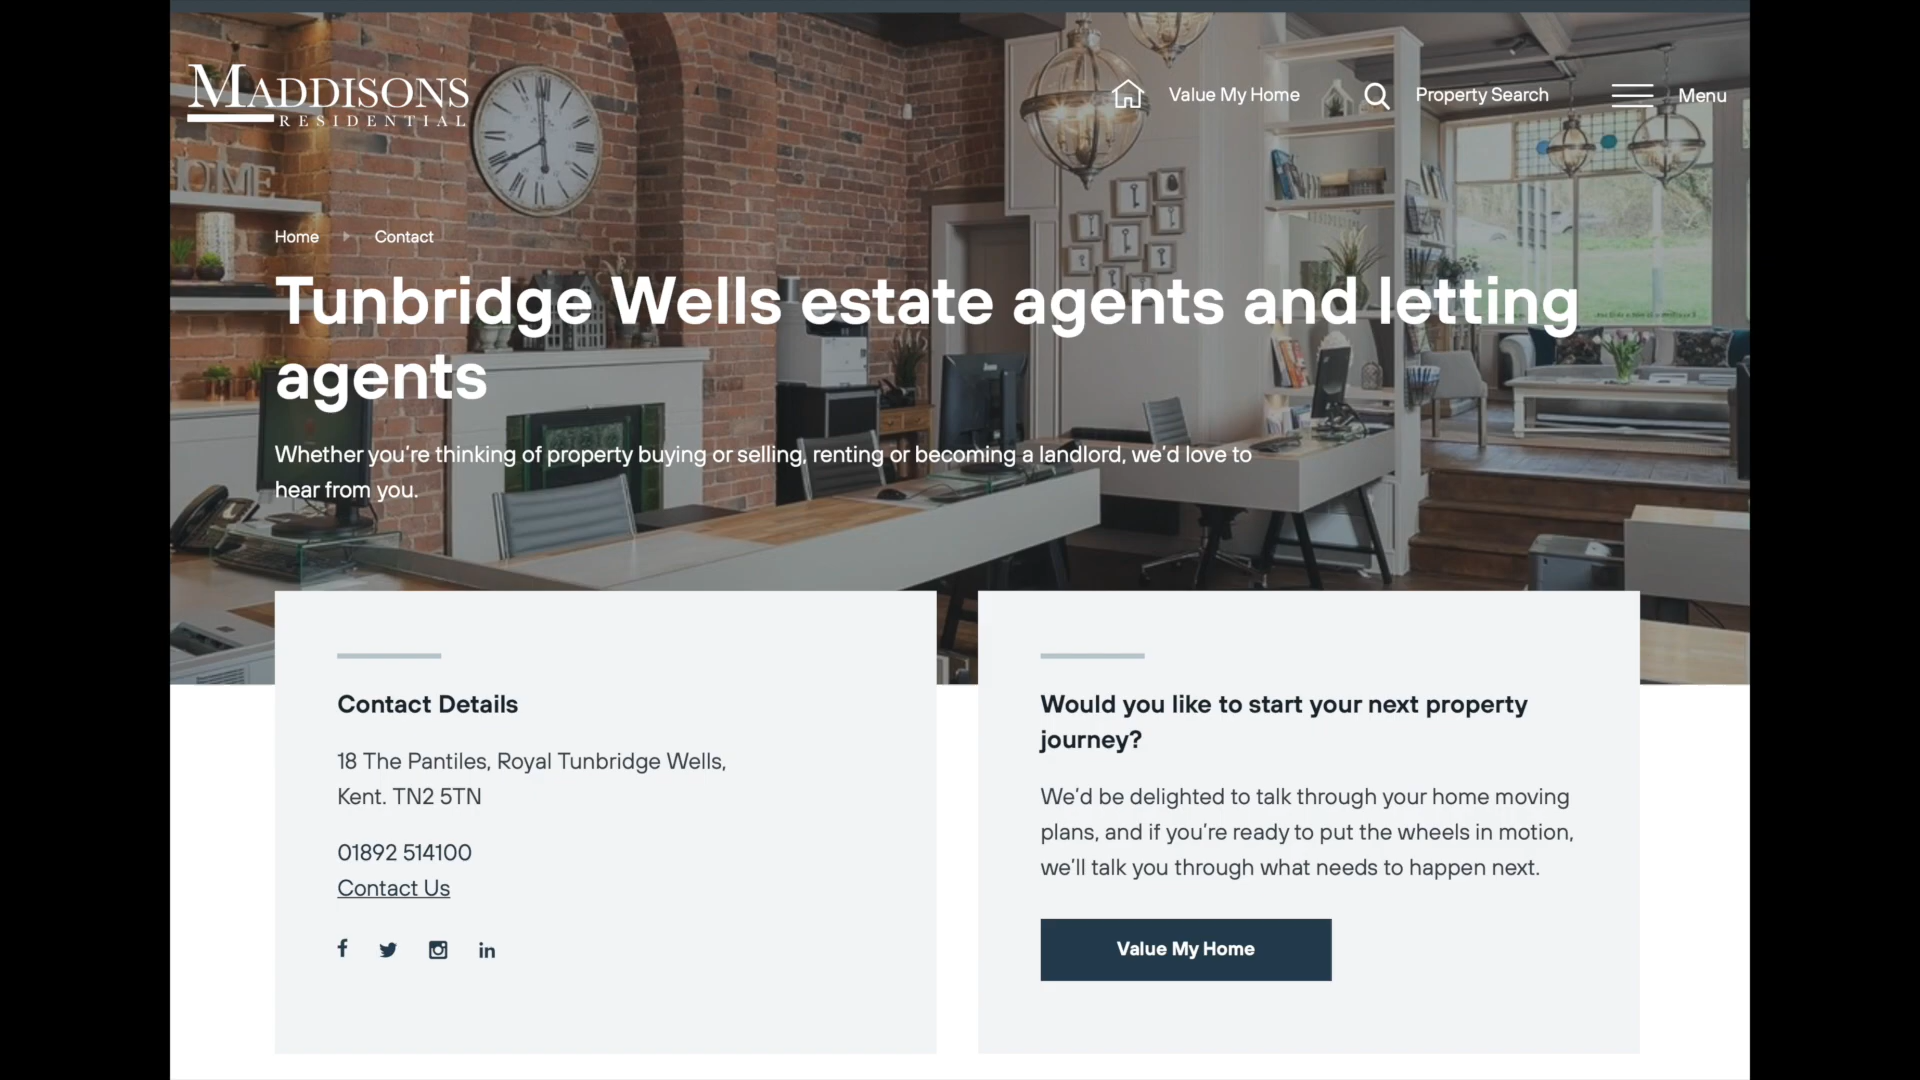 MADDISONS
RESIDENTIAL
Value My Home
Property Search
Menu
HOME
Home
Contact
Tunbridge Wells estate agents and letting
agents
Whether you're thinking of property buying or selling, renting or becoming a landlord, we'd love to
hear from you.
Contact Details
18 The Pantiles, Royal Tunbridge Wells,
Kent. TN2 5TN
01892 514100
Contact Us
Would you like to start your next property
journey?
We'd be delighted to talk through your home moving
plans, and if you're ready to put the wheels in motion,
we'll talk you through what needs to happen next.
Value My Home